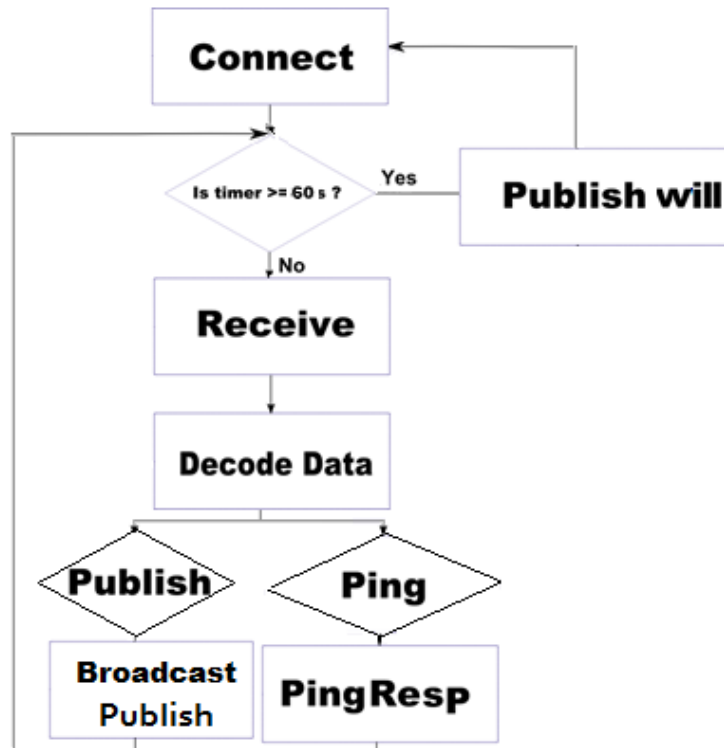 Connect
Is timer >= 60 s ?
Yes
Publish will
No
Receive
Decode Data
Publish
Ping
Broadcast
Publish
PingResp